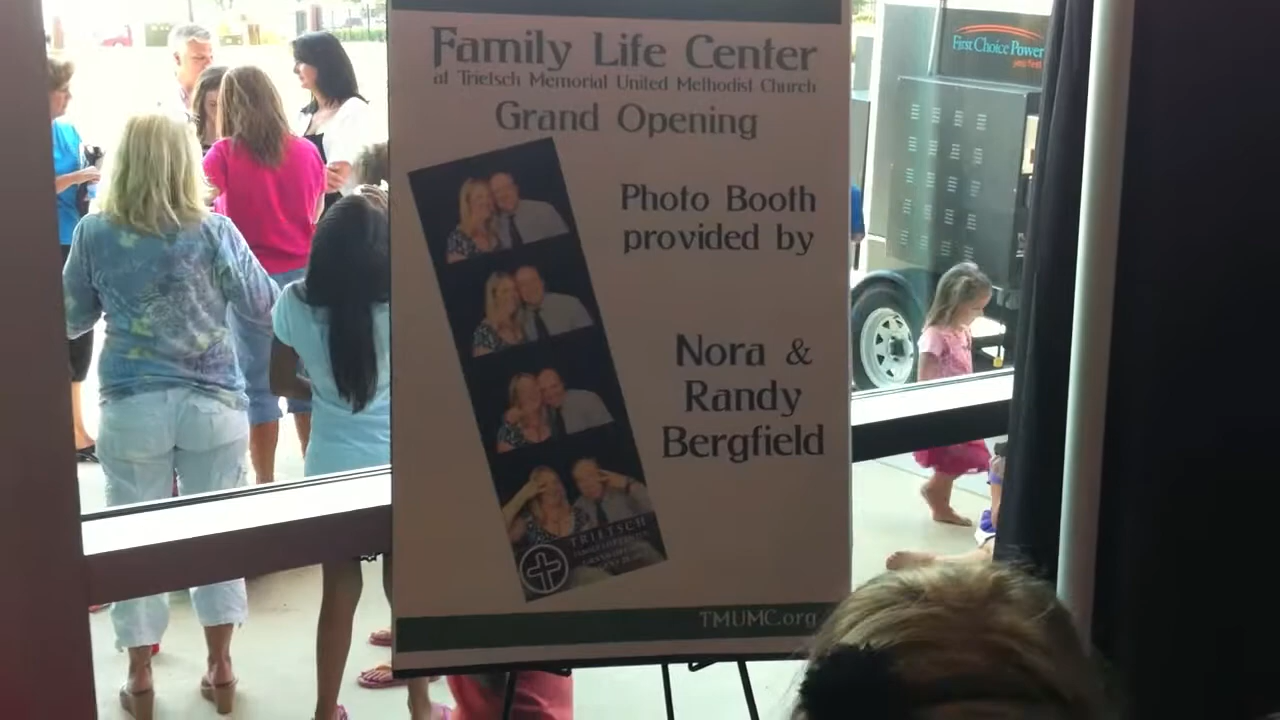 Family Life Center
at Trietsch Memorial United Methodist Church
Grand Opening
Photo Booth
provided by
Nora &
Randy
Bergfield
TRIETSCH
TMUMC.org
First Choice Power